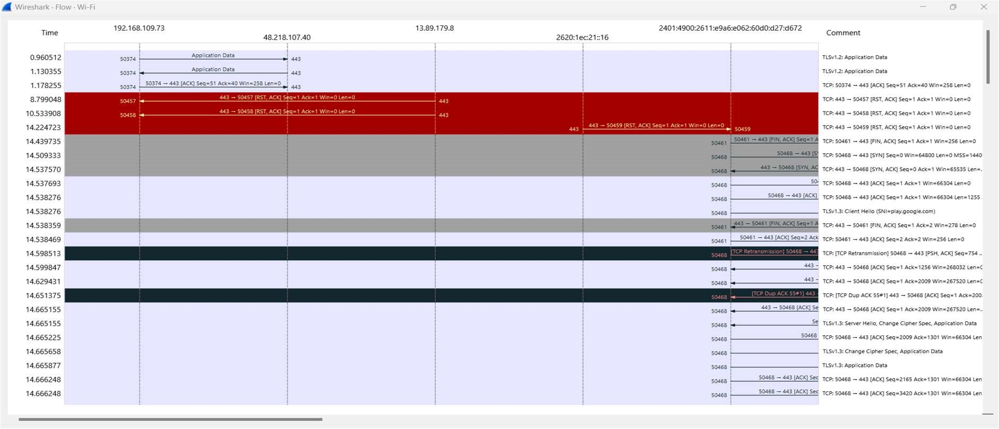 Wireshark · Flow · Wi-Fi
192.168.109.73 13.89.179.8 2401:4900:2611:e9a6:e062:60d0:d27:d672
Time 48.218.107.40 2620:1ec:21::16 Comment
0.960512 50374 Application Data 443 TLSv1.2: Application Data
1.130355 50374 Application Data 443 TLSv1.2: Application Data
1.178255 50374 50374 → 443 [ACK] Seq=51 Ack=40 Win=258 Len=0 443 TCP: 50374 → 443 [ACK] Seq=51 Ack=40 Win=258 Len=0
8.799048 50457 443 → 50457 [RST, ACK] Seq=1 Ack=1 Win=0 Len=0 443 TCP: 443 → 50457 [RST, ACK] Seq=1 Ack=1 Win=0 Len=0
10.533908 50458 443 → 50458 [RST, ACK] Seq=1 Ack=1 Win=0 Len=0 443 TCP: 443 → 50458 [RST, ACK] Seq=1 Ack=1 Win=0 Len=0
14.224723 443 443 → 50459 [RST, ACK] Seq=1 Ack=1 Win=0 Len=0 50459 TCP: 443 → 50459 [RST, ACK] Seq=1 Ack=1 Win=0 Len=0
14.439735 50461 50461 → 443 [FIN, ACK] Seq=1 A TCP: 50461 → 443 [FIN, ACK] Seq=1 Ack=1 Win=256 Len=0
14.509333 50468 50468 → 443 [SY TCP: 50468 → 443 [SYN] Seq=0 Win=64800 Len=0 MSS=1440
14.537570 50468 443 → 50468 [SYN, AC TCP: 443 → 50468 [SYN, ACK] Seq=0 Ack=1 Win=65535 Len=...
14.537693 50468 504 TCP: 50468 → 443 [ACK] Seq=1 Ack=1 Win=66304 Len=0
14.538276 50468 50468 → 443 [ACK] TCP: 50468 → 443 [ACK] Seq=1 Ack=1 Win=66304 Len=1255 ...
14.538276 50468 TLSv1.3: Client Hello (SNI=play.google.com)
14.538359 50461 443 → 50461 [FIN, ACK] Seq=1 A TCP: 443 → 50461 [FIN, ACK] Seq=1 Ack=2 Win=278 Len=0
14.538469 50461 50461 → 443 [ACK] Seq=2 Ack TCP: 50461 → 443 [ACK] Seq=2 Ack=2 Win=256 Len=0
14.598513 50468 [TCP Retransmission] 50468 → 443 TCP: [TCP Retransmission] 50468 → 443 [PSH, ACK] Seq=754 ...
14.599847 50468 443 → TCP: 443 → 50468 [ACK] Seq=1 Ack=1256 Win=268032 Len=0
14.629431 50468 443 → TCP: 443 → 50468 [ACK] Seq=1 Ack=2009 Win=267520 Len=0
14.651375 50468 [TCP Dup ACK 55#1] 443 → TCP: [TCP Dup ACK 55#1] 443 → 50468 [ACK] Seq=1 Ack=200...
14.665155 50468 443 → 50468 [ACK] Se TCP: 443 → 50468 [ACK] Seq=1 Ack=2009 Win=267520 Len=...
14.665155 50468 Se TLSv1.3: Server Hello, Change Cipher Spec, Application Data
14.665225 50468 50468 TCP: 50468 → 443 [ACK] Seq=2009 Ack=1301 Win=66304 Len
14.665658 50468 TLSv1.3: Change Cipher Spec, Application Data
14.665877 50468 TLSv1.3: Application Data
14.666248 50468 50468 → 443 [ACK] Seq TCP: 50468 → 443 [ACK] Seq=2165 Ack=1301 Win=66304 Len
14.666248 50468 50468 → 443 [ACK] Seq TCP: 50468 → 443 [ACK] Seq=3420 Ack=1301 Win=66304 Len